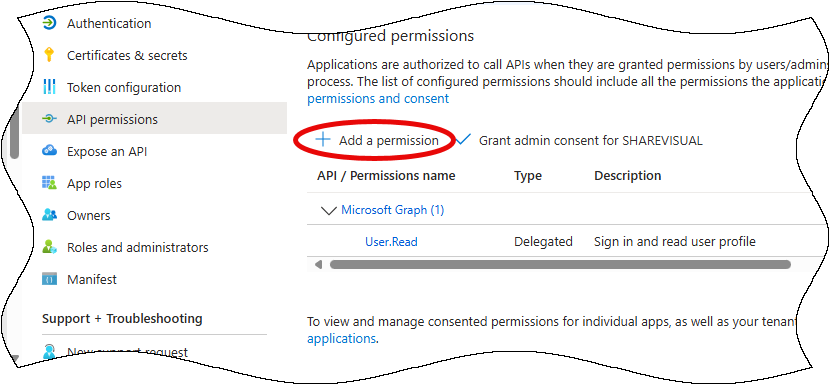 Authentication
Certificates & secrets
Token configuration
API permissions
Expose an API
App roles
Owners
Roles and administrators
Manifest
Support + Troubleshooting
New support request
Configured permissions
Applications are authorized to call APIs when they are granted permissions by users/admins
process. The list of configured permissions should include all the permissions the applicatio
permissions and consent
Add a permission
Grant admin consent for SHAREVISUAL
API / Permissions name Type Description
Microsoft Graph (1)
User.Read Delegated Sign in and read user profile
To view and manage consented permissions for individual apps, as well as your tenant
applications.